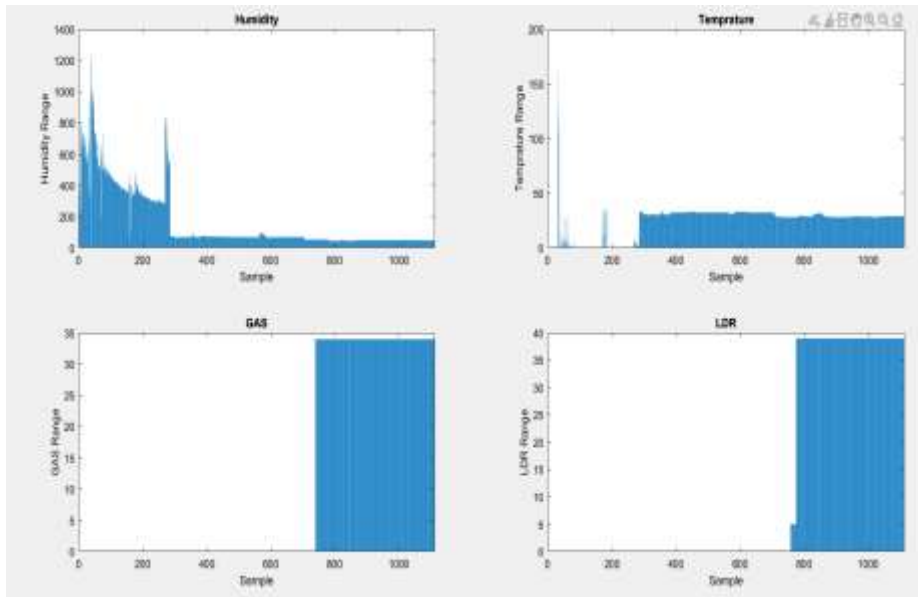 Humidity
1400
1200
1000
800
600
400
200
0
Humidity Range
0 200 400 600 800 1000
Sample
Temprature
200
150
100
50
0
Temprature Range
0 200 400 600 800 1000
Sample
GAS
35
30
25
20
15
10
5
0
GAS Range
0 200 400 600 800 1000
Sample
LDR
40
35
30
25
20
15
10
5
0
LDR Range
0 200 400 600 800 1000
Sample